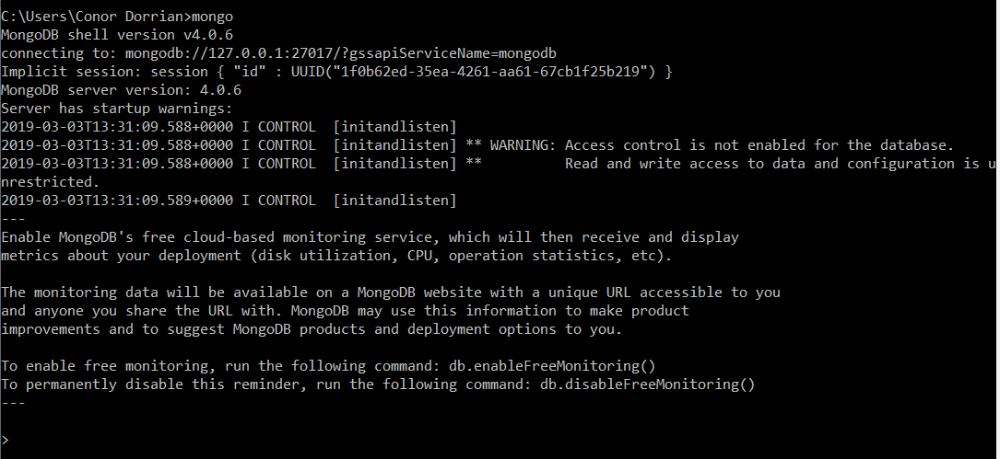 C:\Users\Conor Dorrian>mongo
MongoDB shell version v4.0.6
connecting to: mongodb://127.0.0.1:27017/?gssapiServiceName=mongodb
Implicit session: session { "id" : UUID("1f0b62ed-35ea-4261-aa61-67cb1f25b219") }
MongoDB server version: 4.0.6
Server has startup warnings:
2019-03-03T13:31:09.588+0000 I CONTROL  [initandlisten]
2019-03-03T13:31:09.588+0000 I CONTROL  [initandlisten] ** WARNING: Access control is not enabled for the database.
2019-03-03T13:31:09.588+0000 I CONTROL  [initandlisten] **          Read and write access to data and configuration is u
nrestricted.
2019-03-03T13:31:09.589+0000 I CONTROL  [initandlisten]
---
Enable MongoDB's free cloud-based monitoring service, which will then receive and display
metrics about your deployment (disk utilization, CPU, operation statistics, etc).

The monitoring data will be available on a MongoDB website with a unique URL accessible to you
and anyone you share the URL with. MongoDB may use this information to make product
improvements and to suggest MongoDB products and deployment options to you.

To enable free monitoring, run the following command: db.enableFreeMonitoring()
To permanently disable this reminder, run the following command: db.disableFreeMonitoring()
---

>